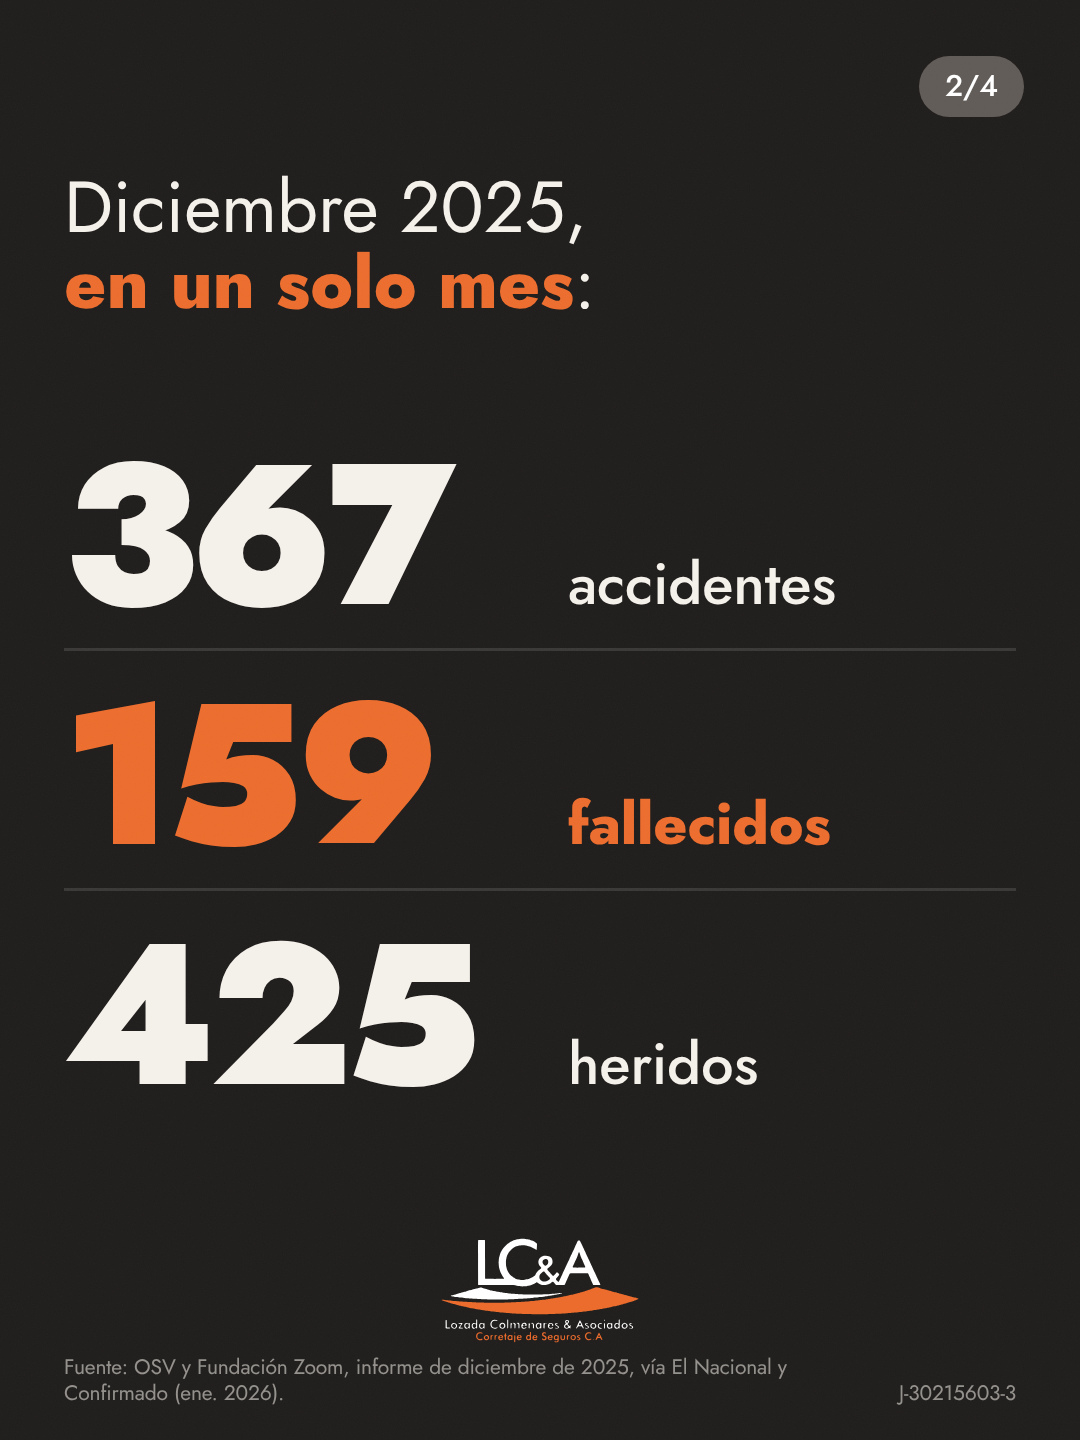 2/4
Diciembre 2025,
en un solo mes:
367 accidentes
159 fallecidos
425 heridos
LC&A
Lozada Colmenares & Asociados
Corretaje de Seguros C A
Fuente: OSV y Fundación Zoom, informe de diciembre de 2025, vía El Nacional y
Confirmado (ene. 2026).
J-30215603-3